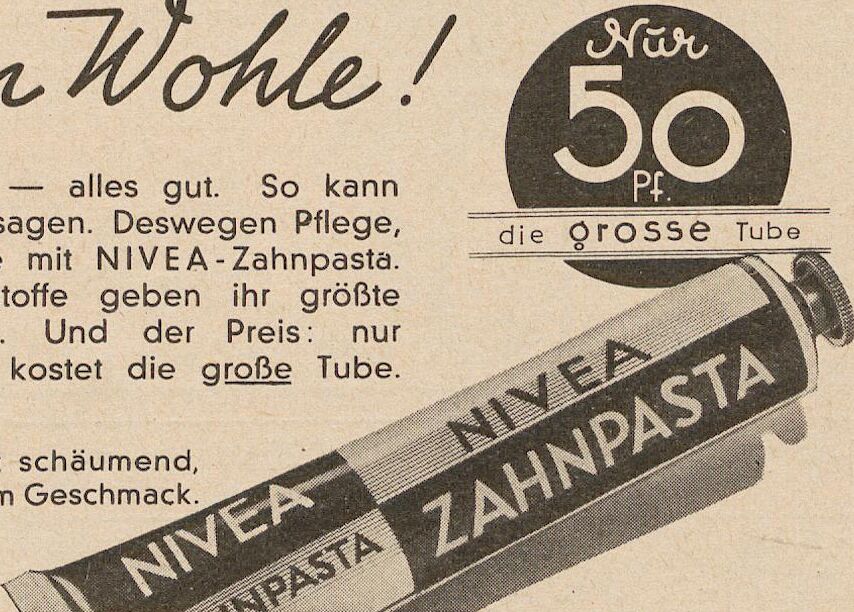 Wohle!
— alles gut. So kann
sagen. Deswegen Pflege,
mit NIVEA-Zahnpasta.
toffe geben ihr größte
. Und der Preis: nur
kostet die große Tube.
schäumend,
m Geschmack.
Nur
50
Pf.
die grosse Tube
NIVEA
ZAHNPASTA
NIVEA
NPASTA